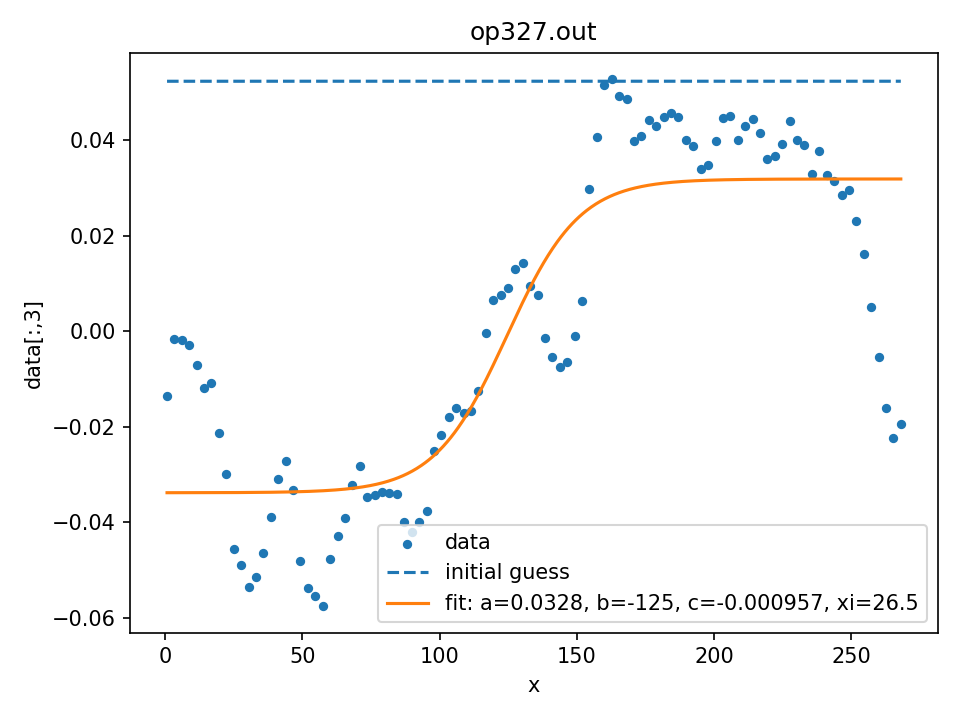 op327.out
data[:,3]
0.04
0.02
0.00
−0.02
−0.04
−0.06
data
initial guess
fit: a=0.0328, b=-125, c=-0.000957, xi=26.5
0 50 100 150 200 250
x